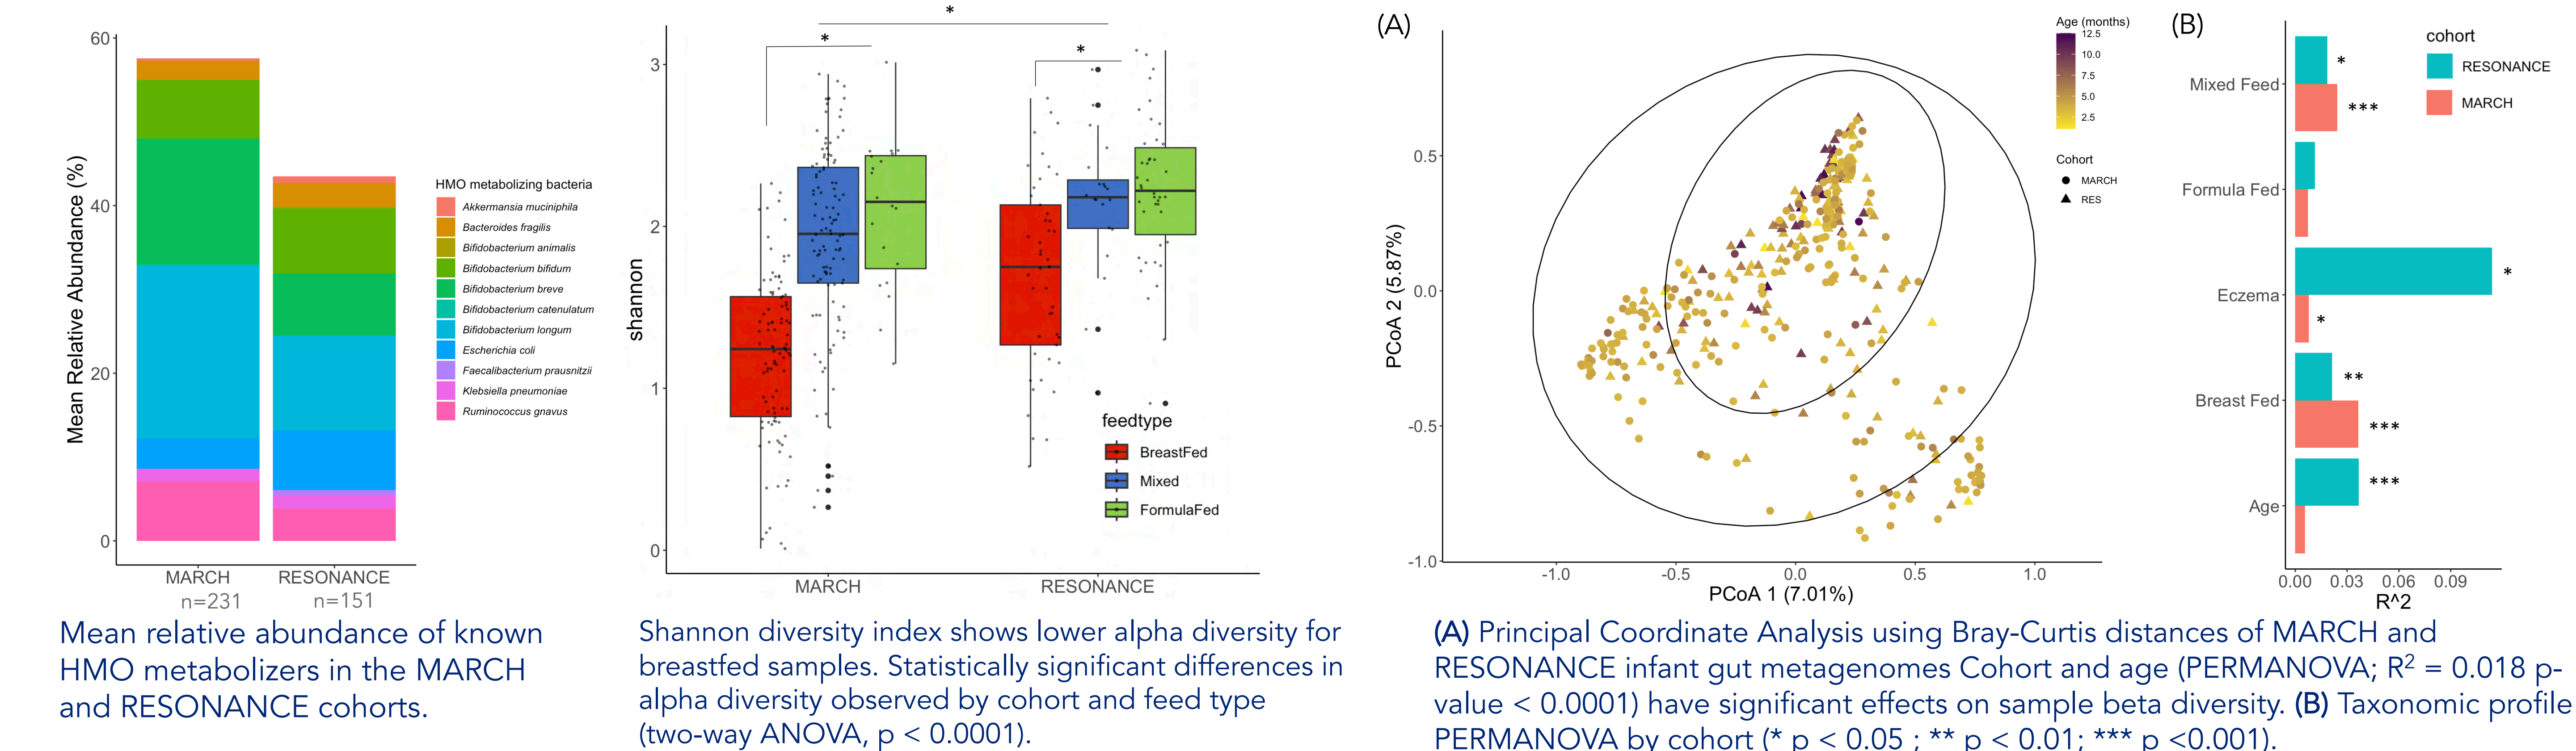 60
40
20
0
Mean Relative Abundance (%)
MARCH
RESONANCE
n=231
n=151
HMO metabolizing bacteria
Akkermansia muciniphila
Bacteroides fragilis
Bifidobacterium animalis
Bifidobacterium bifidum
Bifidobacterium breve
Bifidobacterium catenulatum
Bifidobacterium longum
Escherichia coli
Faecalibacterium prausnitzii
Klebsiella pneumoniae
Ruminococcus gnavus
Mean relative abundance of known
HMO metabolizers in the MARCH
and RESONANCE cohorts.
*
*
*
3
2
1
0
shannon
MARCH
RESONANCE
feedtype
BreastFed
Mixed
FormulaFed
Shannon diversity index shows lower alpha diversity for
breastfed samples. Statistically significant differences in
alpha diversity observed by cohort and feed type
(two-way ANOVA, p < 0.0001).
(A)
0.5
0.0
-0.5
-1.0
PCoA 2 (5.87%)
-1.0
-0.5
0.0
0.5
1.0
PCoA 1 (7.01%)
Age (months)
12.5
10.0
7.5
5.0
2.5
Cohort
MARCH
RES
(B)
cohort
RESONANCE
MARCH
Mixed Feed
*
***
Formula Fed
Eczema
*
*
Breast Fed
**
***
Age
***
0.00
0.03
0.06
0.09
R^2
(A) Principal Coordinate Analysis using Bray-Curtis distances of MARCH and
RESONANCE infant gut metagenomes Cohort and age (PERMANOVA; R² = 0.018 p-
value < 0.0001) have significant effects on sample beta diversity. (B) Taxonomic profile
PERMANOVA by cohort (* p < 0.05 ; ** p < 0.01; *** p <0.001).